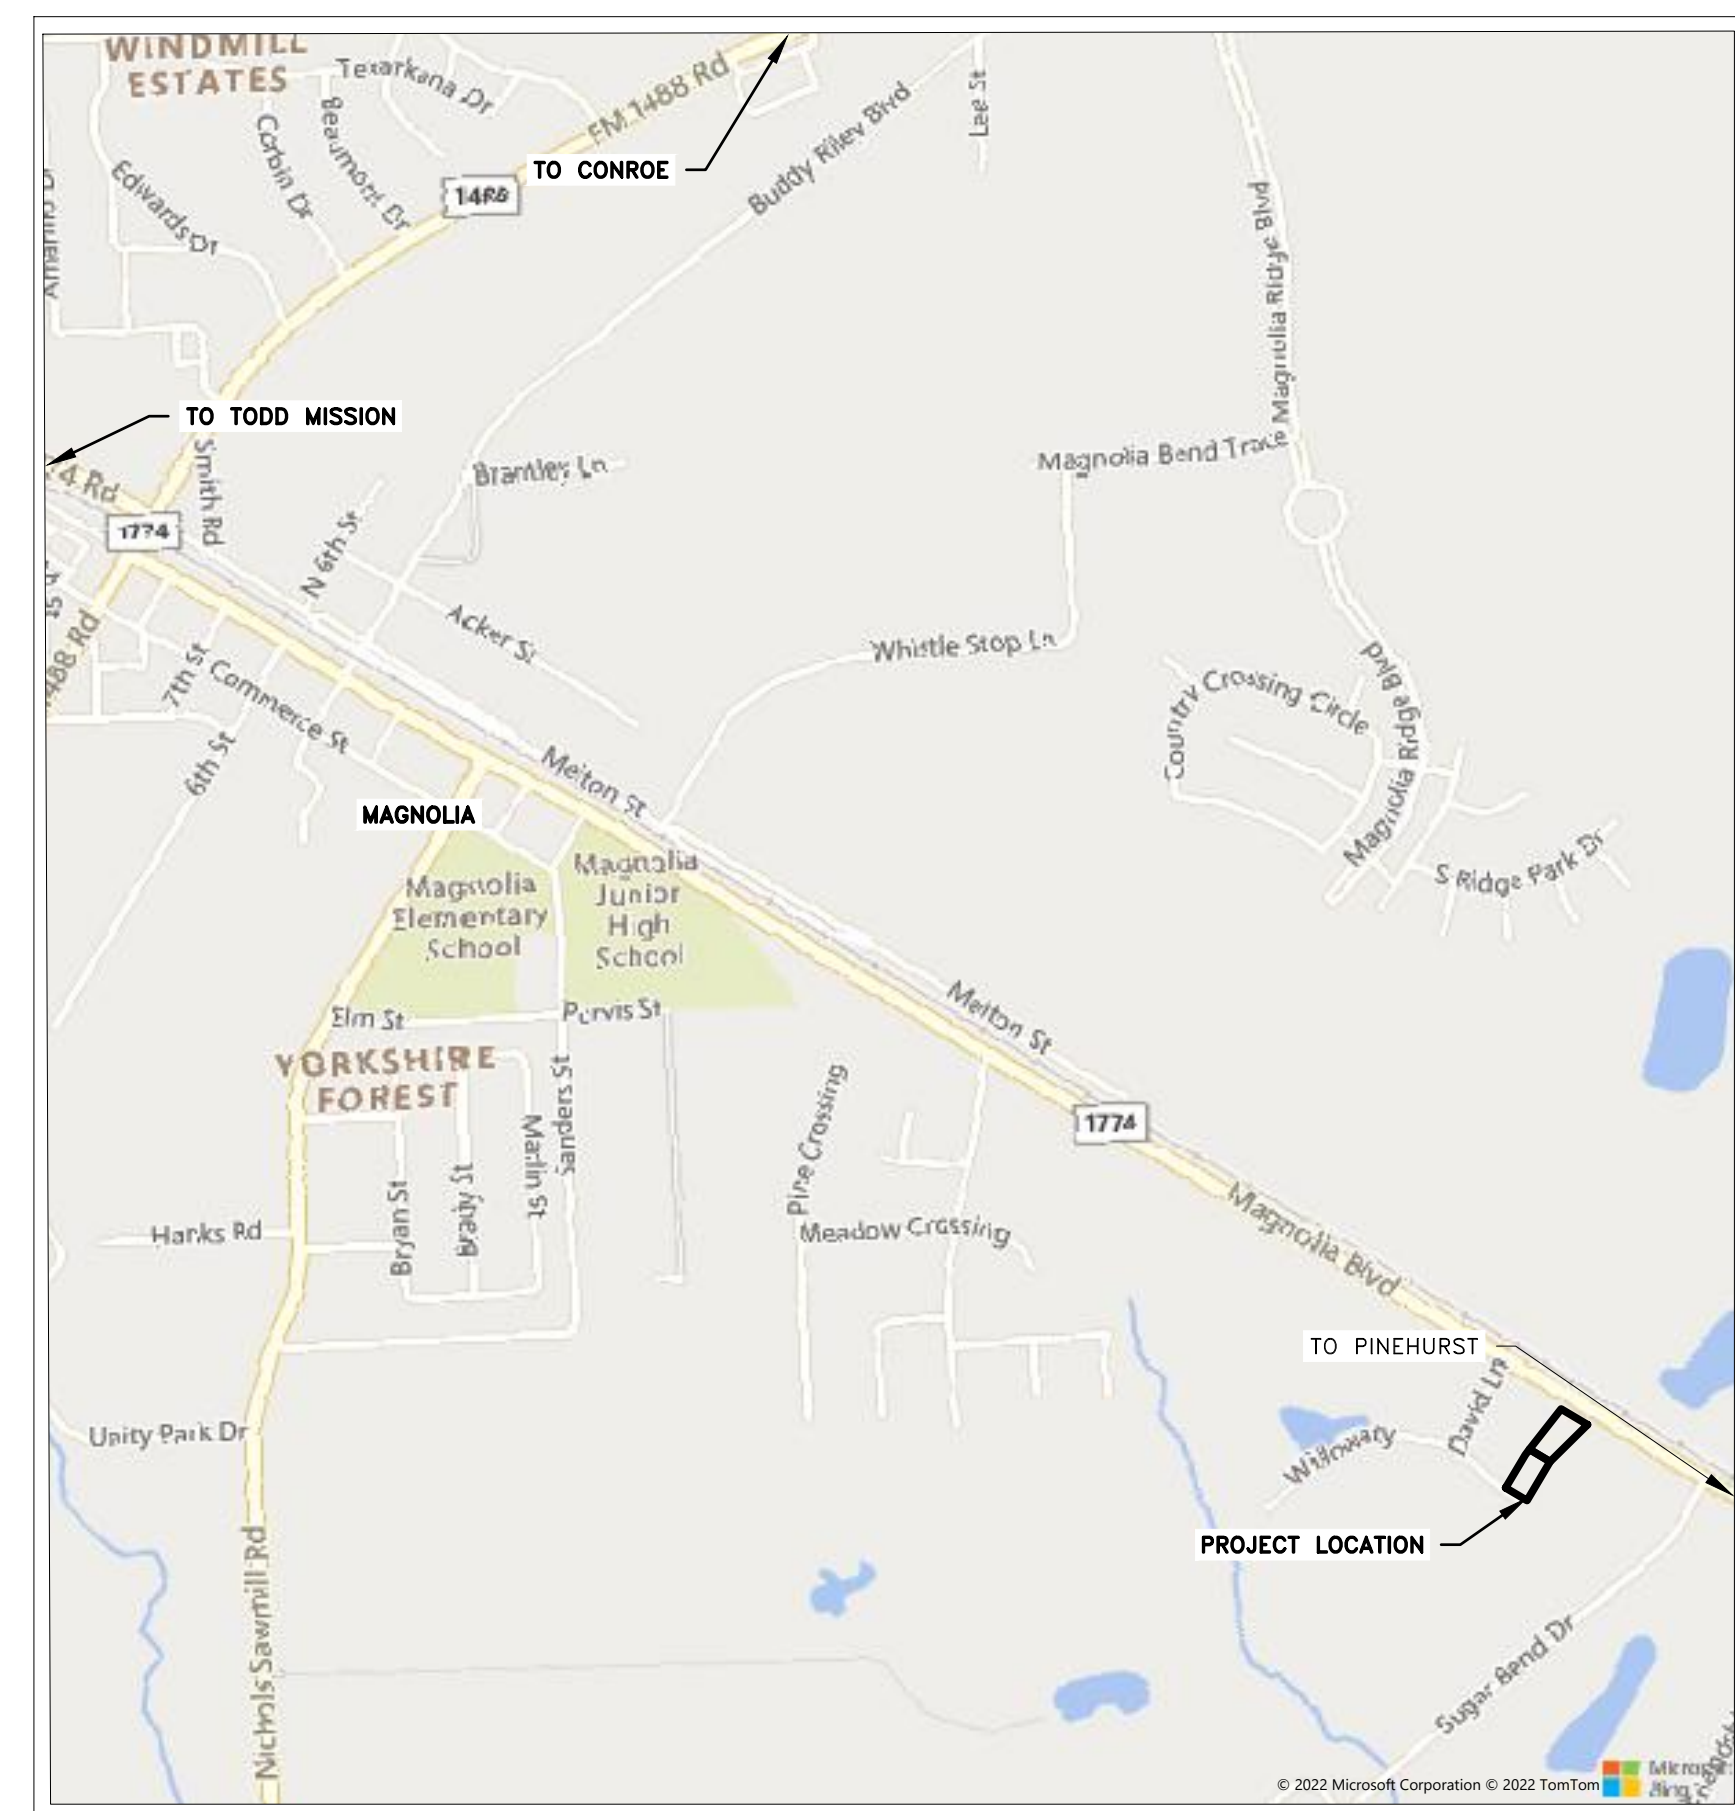 WINDMILL
ESTATES
Texarkana Dr
FM 1488 Rd
Beaumont Dr
Corbin Dr
Edwards Dr
Lee St
Buddy Riley Blvd
TO CONROE
1488
Magnolia Ridge Blvd
TO TODD MISSION
Smith Rd
Brantley Ln
Magnolia Bend Trace
1774
N 6th St
Acker St
Whistle Stop Ln
1488 Rd
7th St
Commerce St
6th St
Country Crossing Circle
Magnolia Ridge Blvd
Melton St
MAGNOLIA
S Ridge Park Dr
Magnolia
Elementary
School
Magnolia
Junior
High
School
Elm St
Purvis St
Melton St
YORKSHIRE
FOREST
Sanders St
Marlin St
Brady St
Bryan St
Pine Crossing
1774
Hanks Rd
Meadow Crossing
Magnolia Blvd
TO PINEHURST
David Ln
Willowary
Unity Park Dr
PROJECT LOCATION
Nichols Sawmill Rd
Sugar Bend Dr
© 2022 Microsoft Corporation © 2022 TomTom